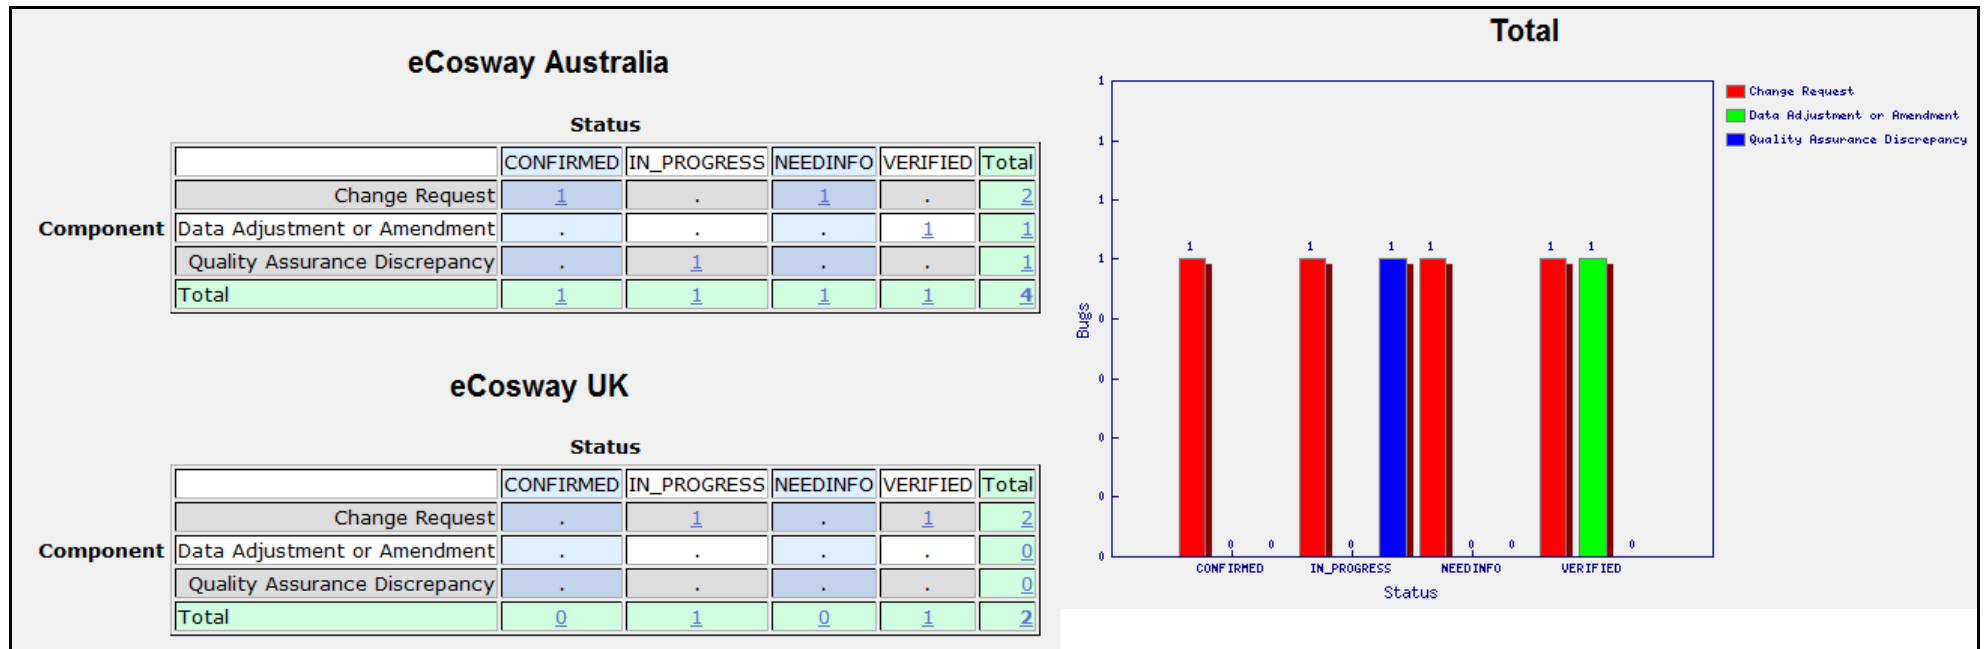 eCosway Australia
Status
CONFIRMED IN_PROGRESS NEEDINFO VERIFIED Total
Change Request 1 . 1 . 2
Component Data Adjustment or Amendment . . . 1 1
Quality Assurance Discrepancy . 1 . . 1
Total 1 1 1 1 4
eCosway UK
Status
CONFIRMED IN_PROGRESS NEEDINFO VERIFIED Total
Change Request . 1 . 1 2
Component Data Adjustment or Amendment . . . . 0
Quality Assurance Discrepancy . . . . 0
Total 0 1 0 1 2
Total
1
1
1
1
0
0
0
0
0
Bugs
1 1 1 1 1 1
0 0 0 0 0 0
CONFIRMED IN_PROGRESS NEEDINFO VERIFIED
Status
Change Request
Data Adjustment or Amendment
Quality Assurance Discrepancy